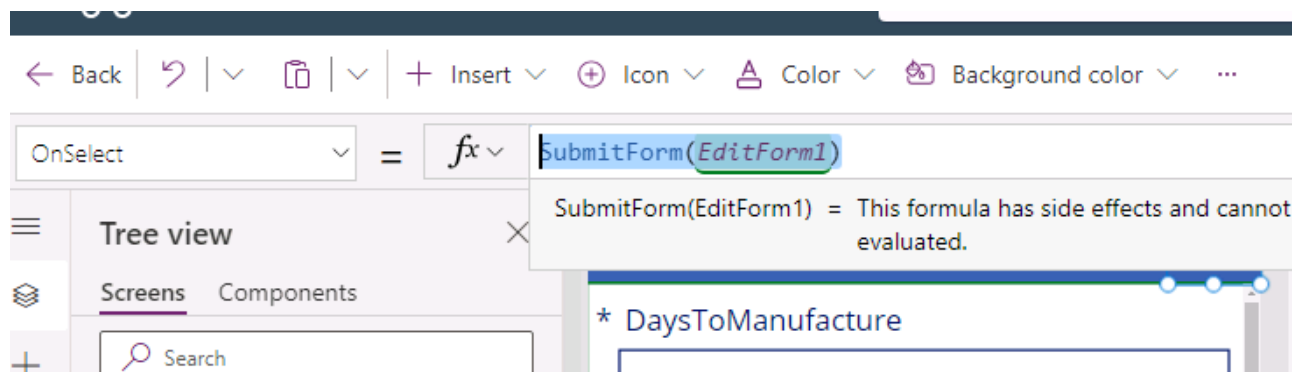 Back Insert Icon Color Background color ...
OnSelect = fx SubmitForm(EditForm1)
SubmitForm(EditForm1) = This formula has side effects and cannot
evaluated.
Tree view
Screens Components
Search
* DaysToManufacture